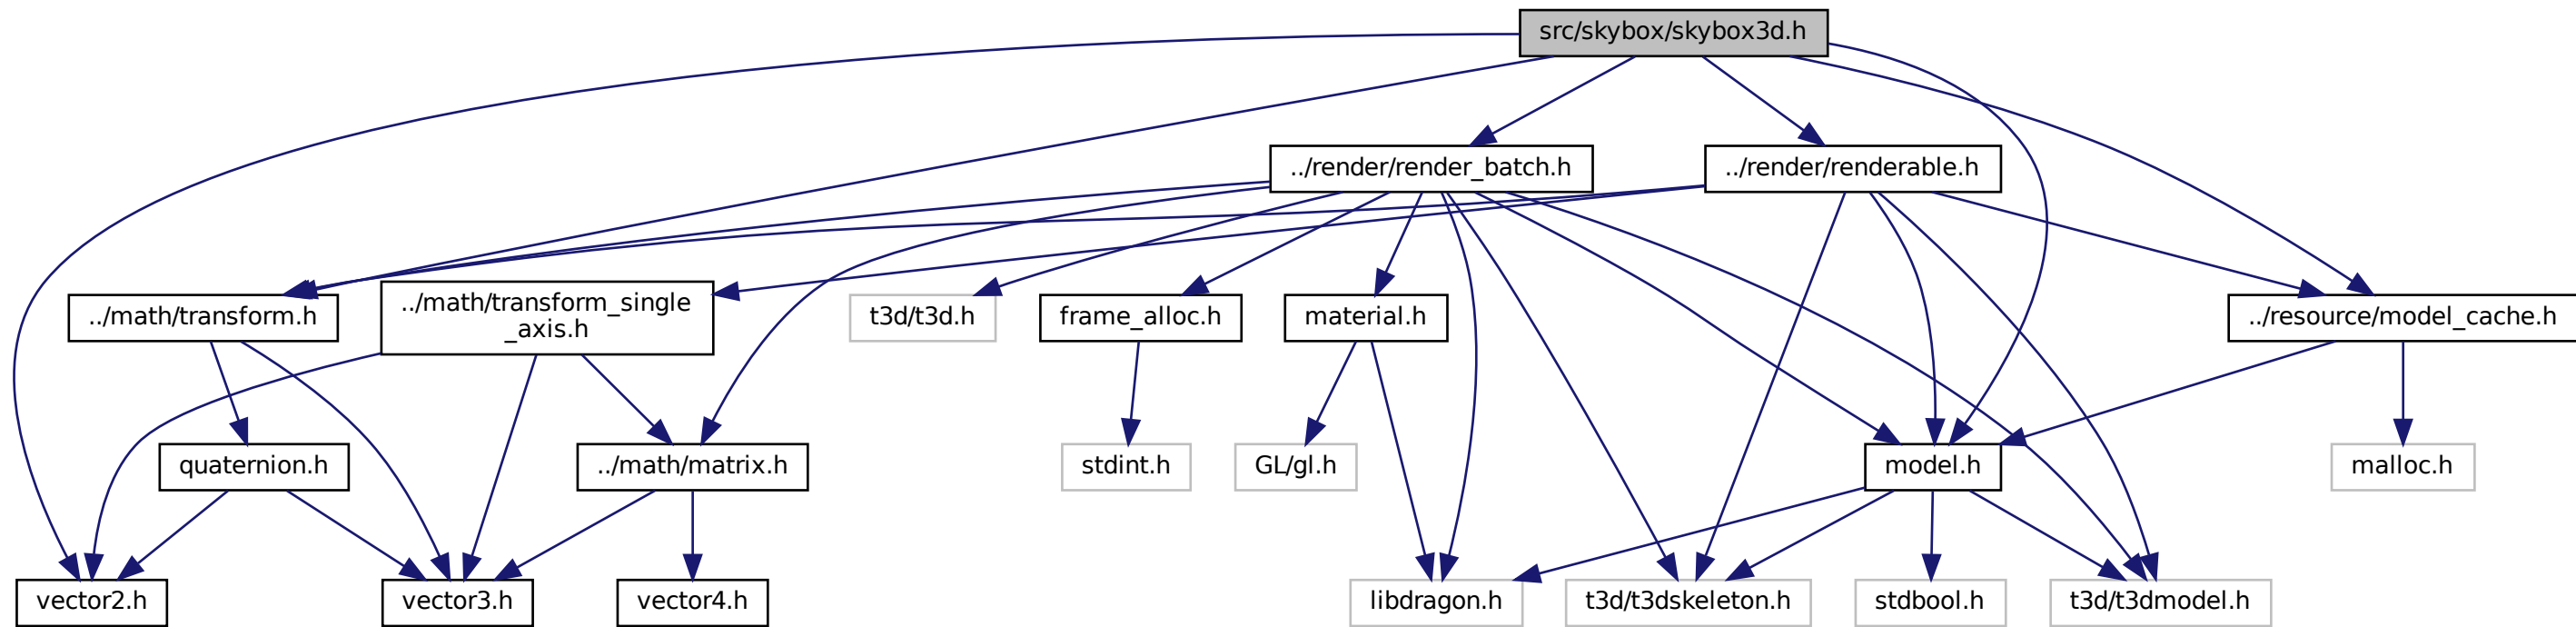 src/skybox/skybox3d.h
../render/render_batch.h
../render/renderable.h
../math/transform.h
../math/transform_single
_axis.h
t3d/t3d.h
frame_alloc.h
material.h
../resource/model_cache.h
quaternion.h
../math/matrix.h
stdint.h
GL/gl.h
model.h
malloc.h
vector2.h
vector3.h
vector4.h
libdragon.h
t3d/t3dskeleton.h
stdbool.h
t3d/t3dmodel.h